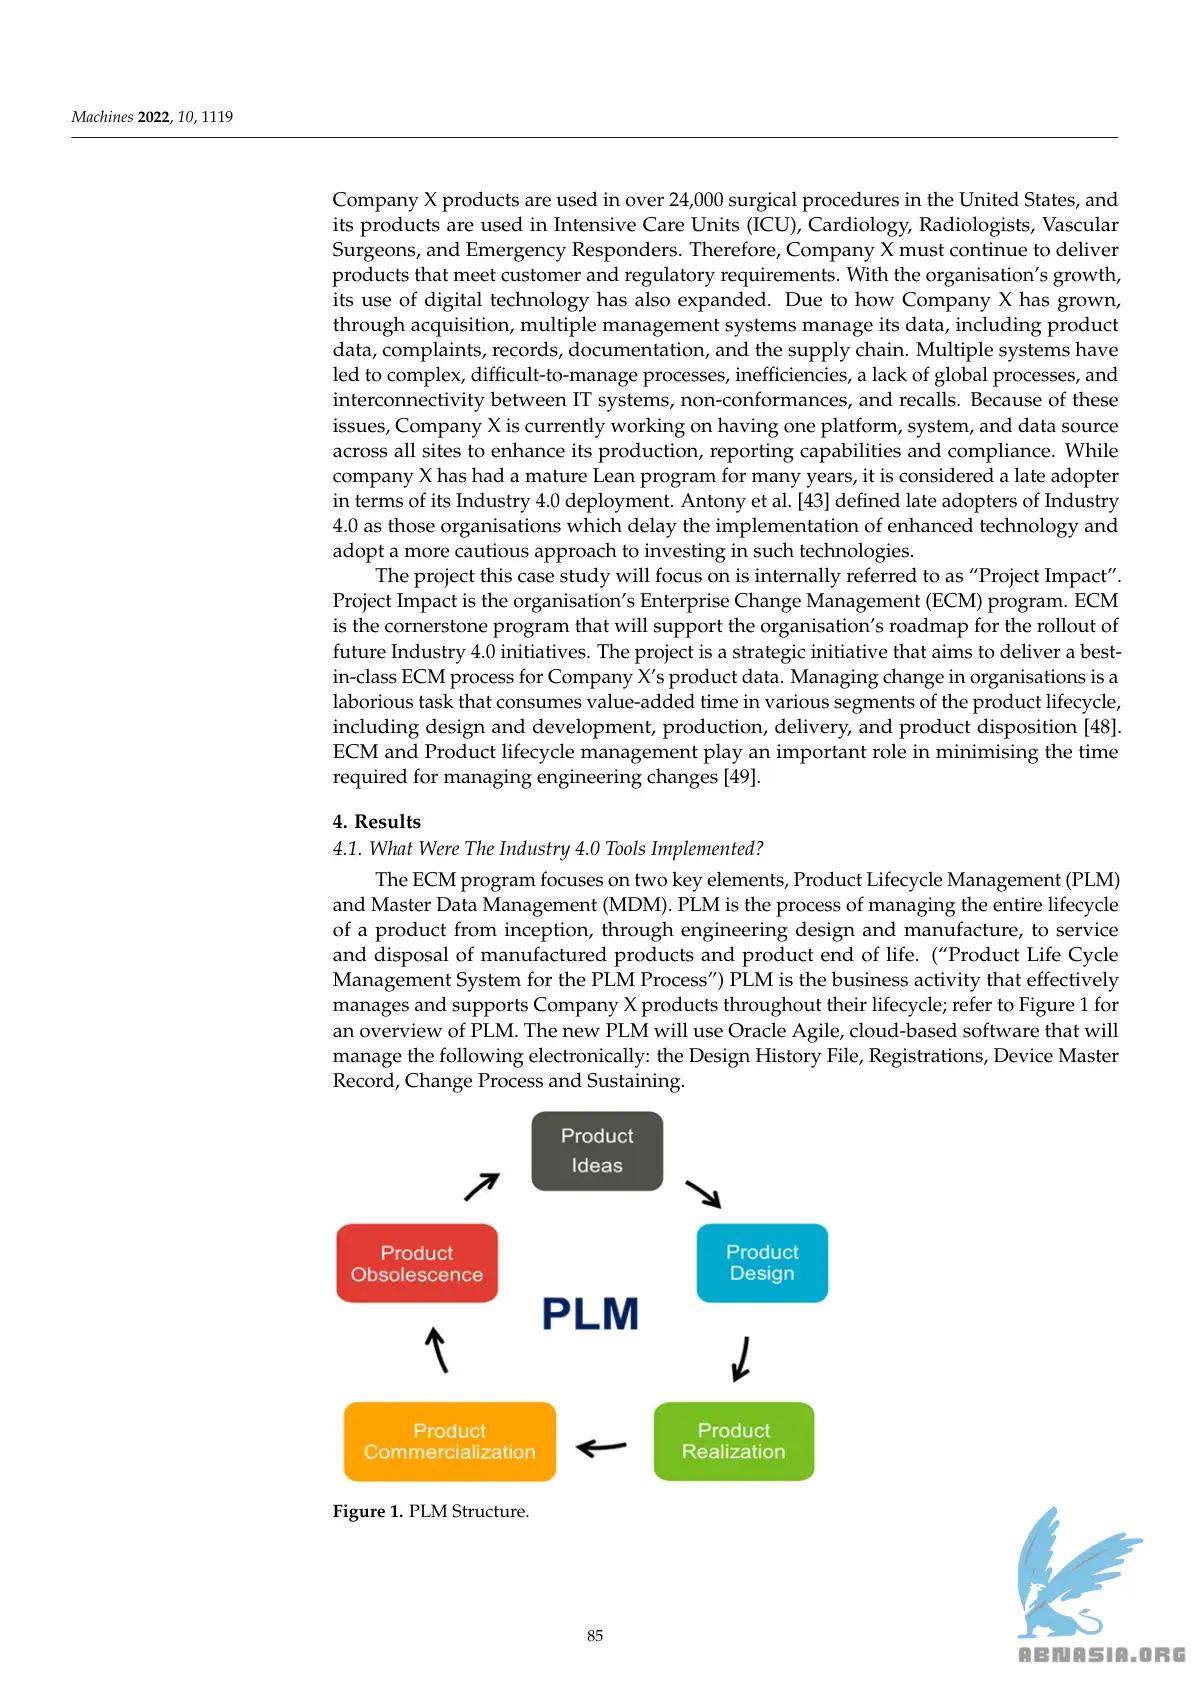 Machines 2022, 10, 1119
Company X products are used in over 24,000 surgical procedures in the United States, and
its products are used in Intensive Care Units (ICU), Cardiology, Radiologists, Vascular
Surgeons, and Emergency Responders. Therefore, Company X must continue to deliver
products that meet customer and regulatory requirements. With the organisation’s growth,
its use of digital technology has also expanded. Due to how Company X has grown,
through acquisition, multiple management systems manage its data, including product
data, complaints, records, documentation, and the supply chain. Multiple systems have
led to complex, difficult-to-manage processes, inefficiencies, a lack of global processes, and
interconnectivity between IT systems, non-conformances, and recalls. Because of these
issues, Company X is currently working on having one platform, system, and data source
across all sites to enhance its production, reporting capabilities and compliance. While
company X has had a mature Lean program for many years, it is considered a late adopter
in terms of its Industry 4.0 deployment. Antony et al. [43] defined late adopters of Industry
4.0 as those organisations which delay the implementation of enhanced technology and
adopt a more cautious approach to investing in such technologies.
The project this case study will focus on is internally referred to as “Project Impact”.
Project Impact is the organisation’s Enterprise Change Management (ECM) program. ECM
is the cornerstone program that will support the organisation’s roadmap for the rollout of
future Industry 4.0 initiatives. The project is a strategic initiative that aims to deliver a best-
in-class ECM process for Company X’s product data. Managing change in organisations is a
laborious task that consumes value-added time in various segments of the product lifecycle,
including design and development, production, delivery, and product disposition [48].
ECM and Product lifecycle management play an important role in minimising the time
required for managing engineering changes [49].
4. Results
4.1. What Were The Industry 4.0 Tools Implemented?
The ECM program focuses on two key elements, Product Lifecycle Management (PLM)
and Master Data Management (MDM). PLM is the process of managing the entire lifecycle
of a product from inception, through engineering design and manufacture, to service
and disposal of manufactured products and product end of life. (“Product Life Cycle
Management System for the PLM Process”) PLM is the business activity that effectively
manages and supports Company X products throughout their lifecycle; refer to Figure 1 for
an overview of PLM. The new PLM will use Oracle Agile, cloud-based software that will
manage the following electronically: the Design History File, Registrations, Device Master
Record, Change Process and Sustaining.
Product
Ideas
Product
Design
Product
Realization
Product
Commercialization
Product
Obsolescence
PLM
Figure 1. PLM Structure.
85
ABNASIA.ORG